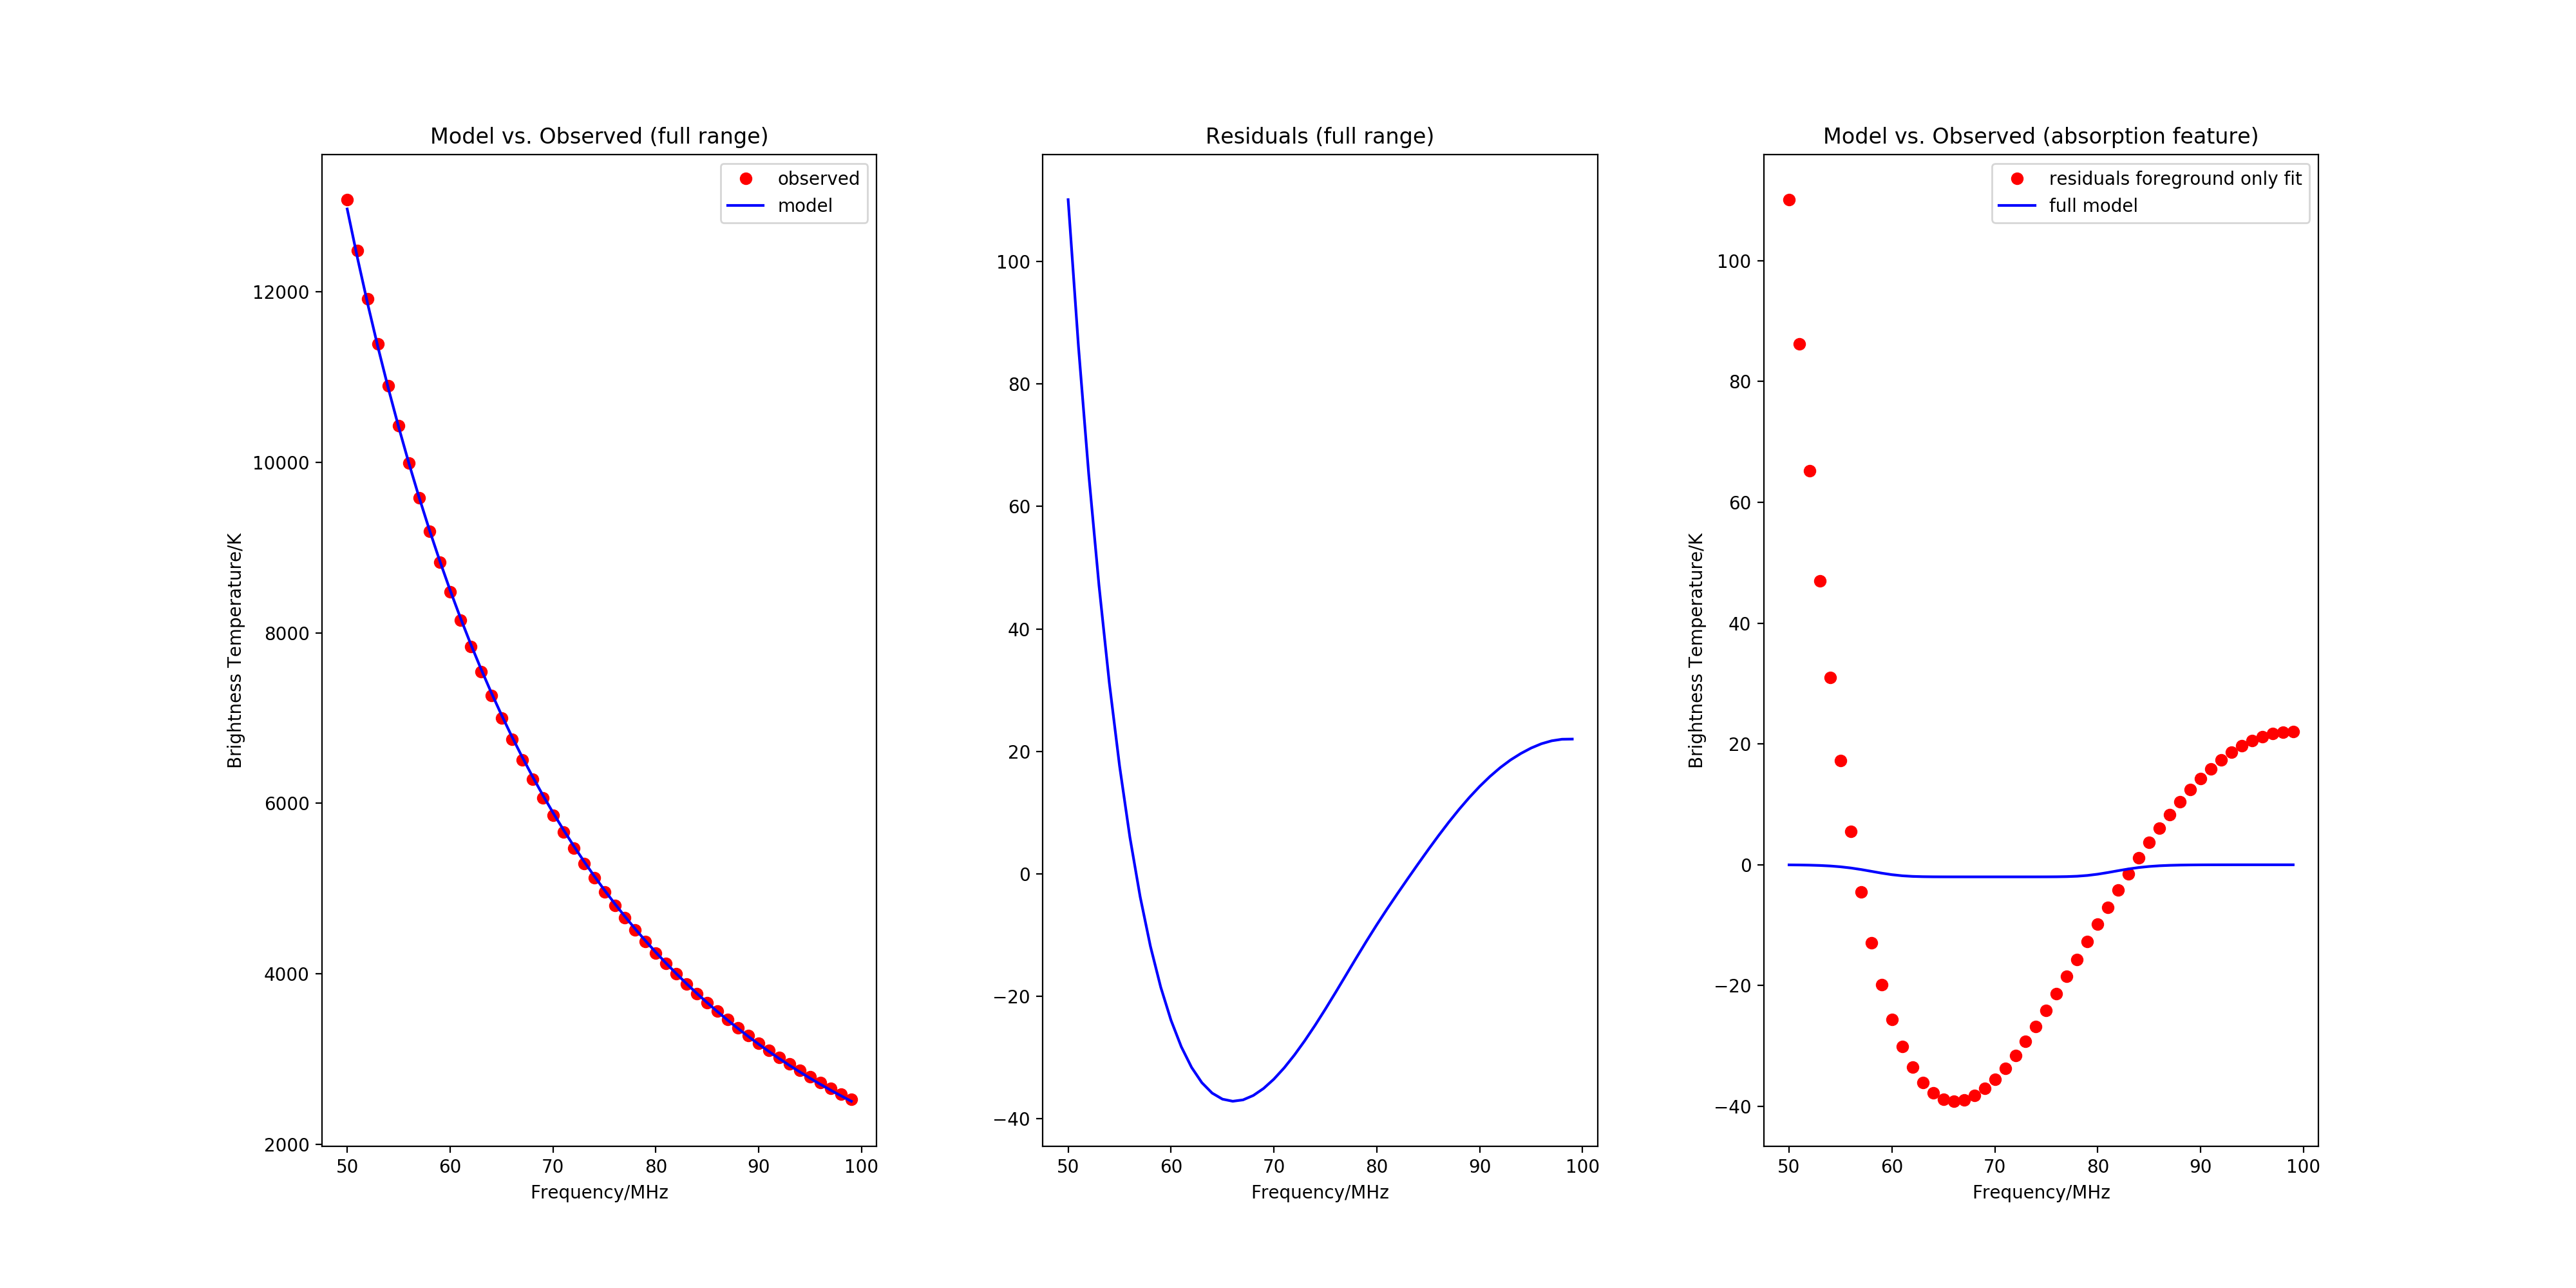 Model vs. Observed (full range)
observed
model
Brightness Temperature/K
12000
10000
8000
6000
4000
2000
50 60 70 80 90 100
Frequency/MHz
Residuals (full range)
100
80
60
40
20
0
−20
−40
50 60 70 80 90 100
Frequency/MHz
Model vs. Observed (absorption feature)
residuals foreground only fit
full model
Brightness Temperature/K
100
80
60
40
20
0
−20
−40
50 60 70 80 90 100
Frequency/MHz